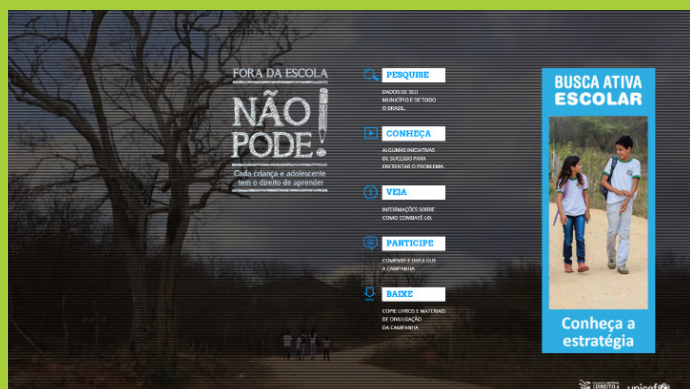 FORA DA ESCOLA
NÃO
PODE!
Cada criança e adolescente
tem o direito de aprender
PESQUISE
DADOS DE SEU
MUNICÍPIO E DE TODO
O BRASIL.
CONHEÇA
ALGUMAS INICIATIVAS
DE SUCESSO PARA
ENFRENTAR O PROBLEMA.
VEJA
INFORMAÇÕES SOBRE
COMO COMBATÊ-LO.
PARTICIPE
COMENTE E DIVULGUE
A CAMPANHA
BAIXE
COPIE LIVROS E MATERIAIS
DE DIVULGAÇÃO
DA CAMPANHA
BUSCA ATIVA
ESCOLAR
Conheça a
estratégia
unicef